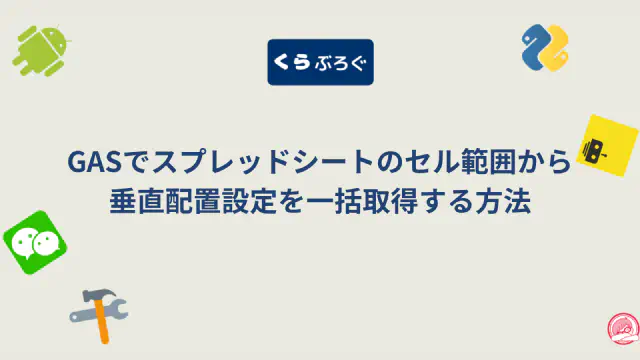 くらぶろぐ
GASでスプレッドシートのセル範囲から
垂直配置設定を一括取得する方法